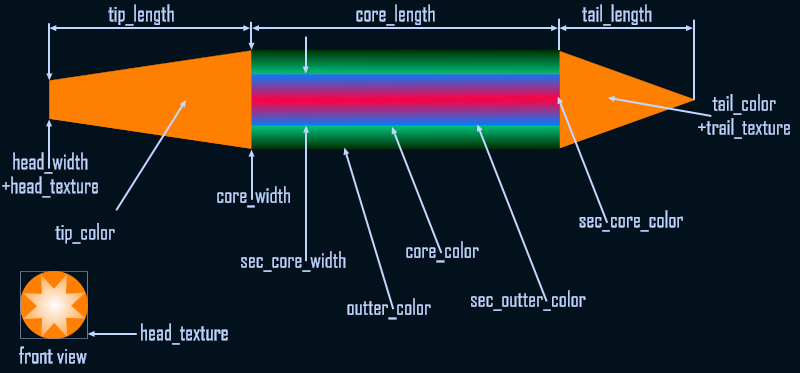 tip_length
core_length
tail_length
tail_color
+trail_texture
head_width
+head_texture
core_width
sec_core_color
tip_color
sec_core_width
core_color
outter_color
sec_outter_color
head_texture
front view